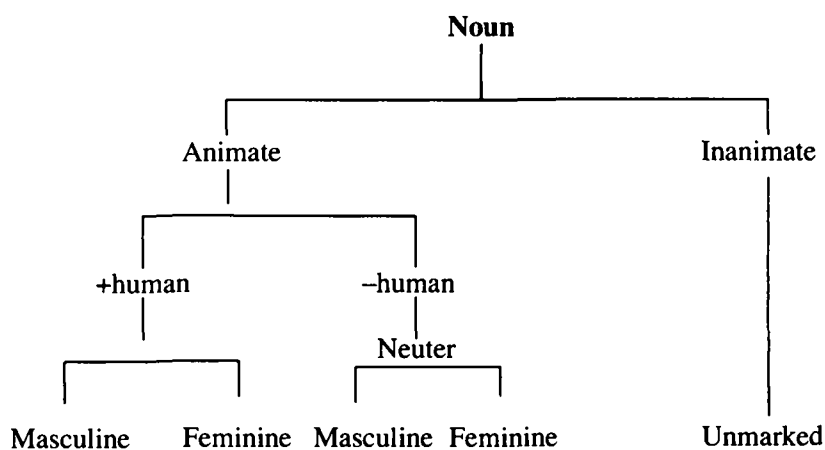 Noun
Animate Inanimate
+human –human
Neuter
Masculine Feminine Masculine Feminine Unmarked